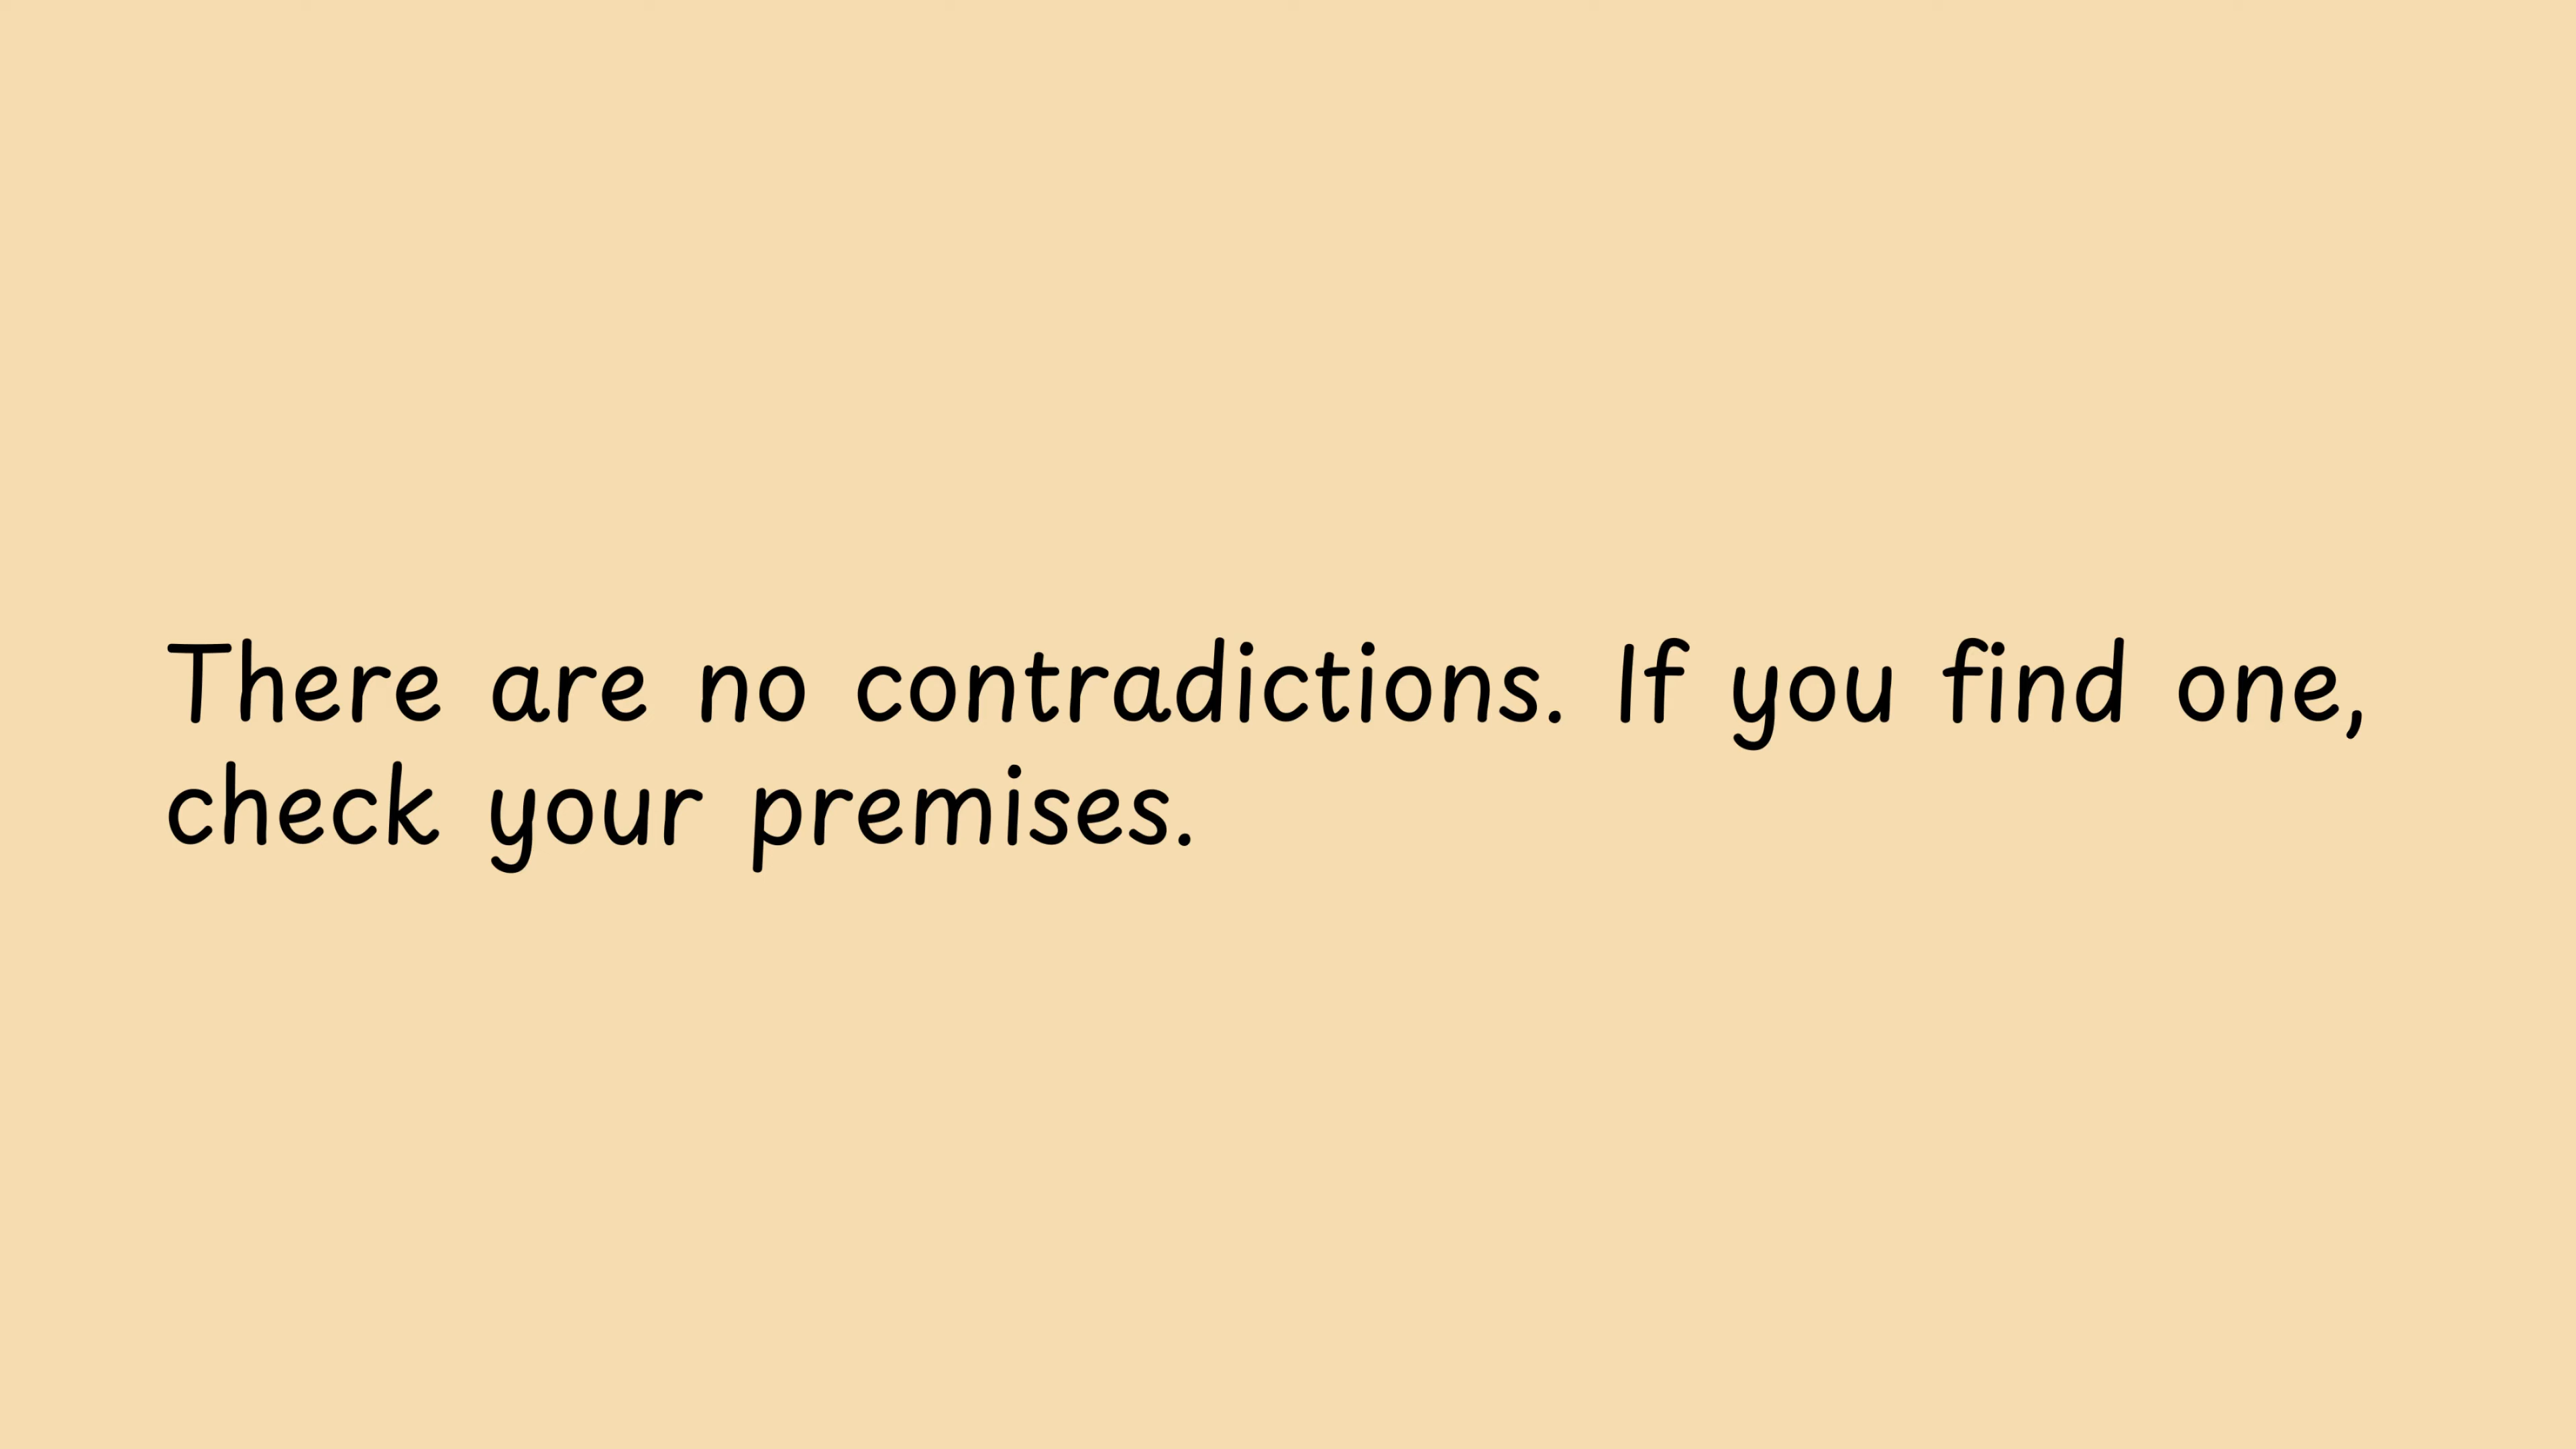 There are no contradictions. If you find one,
check your premises.